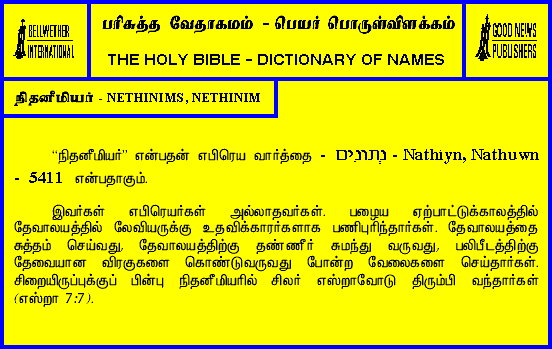 BELLWETHER
INTERNATIONAL
பரிசுத்த வேதாகமம் - பெயர் பொருள்விளக்கம்
THE HOLY BIBLE - DICTIONARY OF NAMES
GOOD NEWS
PUBLISHERS
நிதனீமியர் - NETHINIMS, NETHINIM
“நிதனீமியர்” என்பதன் எபிரெய வார்த்தை - נְתִונִים - Nathiyn, Nathuwn
- 5411 என்பதாகும்.
இவர்கள் எபிரெயர்கள் அல்லாதவர்கள். பழைய ஏற்பாட்டுக்காலத்தில்
தேவாலயத்தில் லேவியருக்கு உதவிக்காரர்களாக பணிபுரிந்தார்கள். தேவாலயத்தை
சுத்தம் செய்வது, தேவாலயத்திற்கு தண்ணீர் சுமந்து வருவது, பலிபீடத்திற்கு
தேவையான விரகுகளை கொண்டுவருவது போன்ற வேலைகளை செய்தார்கள்.
சிறையிருப்புக்குப் பின்பு நிதனீமியரில் சிலர் எஸ்றாவோடு திரும்பி வந்தார்கள்
(எஸ்றா 7:7).